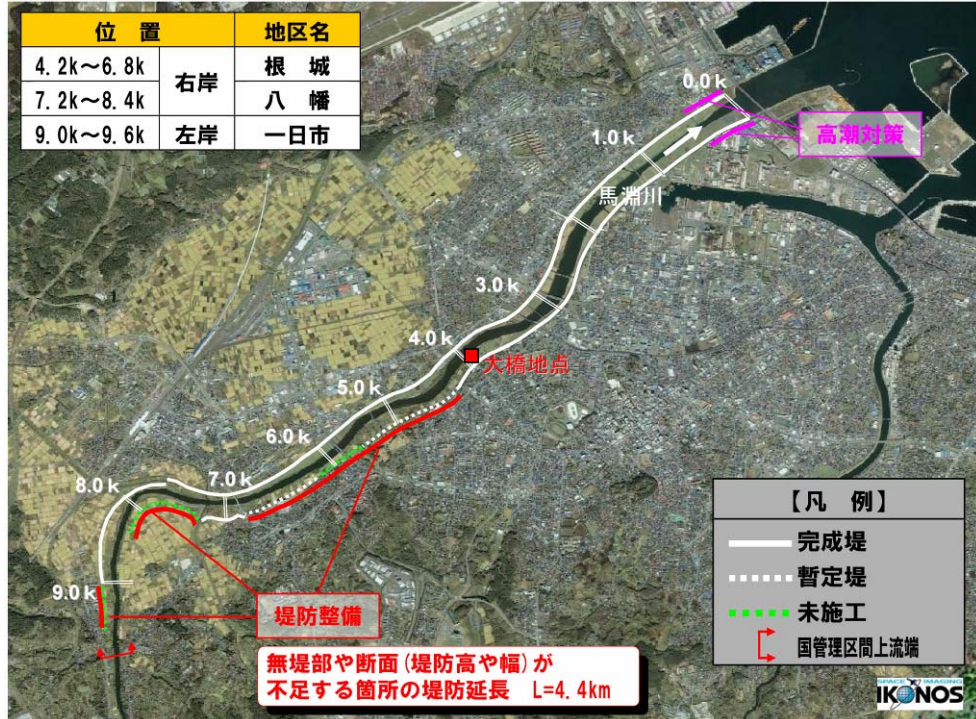 位 置 地区名
4.2k～6.8k 右岸 根 城
7.2k～8.4k 八 幡
9.0k～9.6k 左岸 一日市
0.0k
高潮対策
1.0k
馬淵川
3.0k
4.0k
大橋地点
5.0k
6.0k
7.0k
8.0k
9.0k
堤防整備
無堤部や断面(堤防高や幅)が
不足する箇所の堤防延長 L=4.4km
【凡 例】
完成堤
暫定堤
未施工
国管理区間上流端
SPACE IMAGING
IKONOS